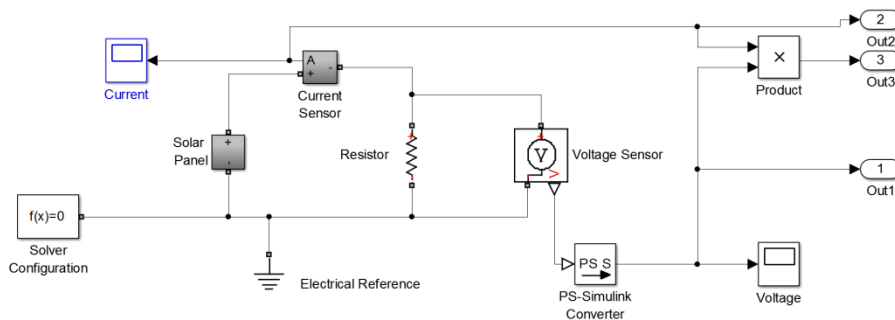 2
Out2
3
Out3
×
Product
Current
A
+
-
Current
Sensor
Solar
Panel
+
-
Resistor
+
+
V
V
Voltage Sensor
1
Out1
f(x)=0
Solver
Configuration
Electrical Reference
PS S
PS-Simulink
Converter
Voltage